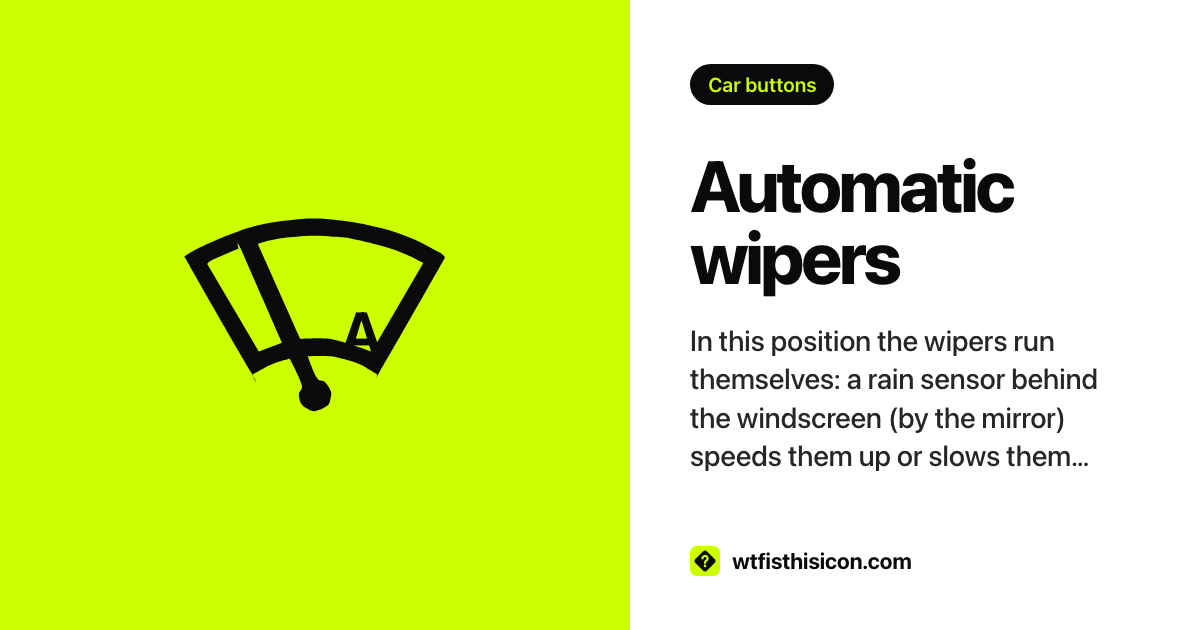 A
Car buttons
Automatic
wipers
In this position the wipers run
themselves: a rain sensor behind
the windscreen (by the mirror)
speeds them up or slows them...
?
wtfisthisicon.com